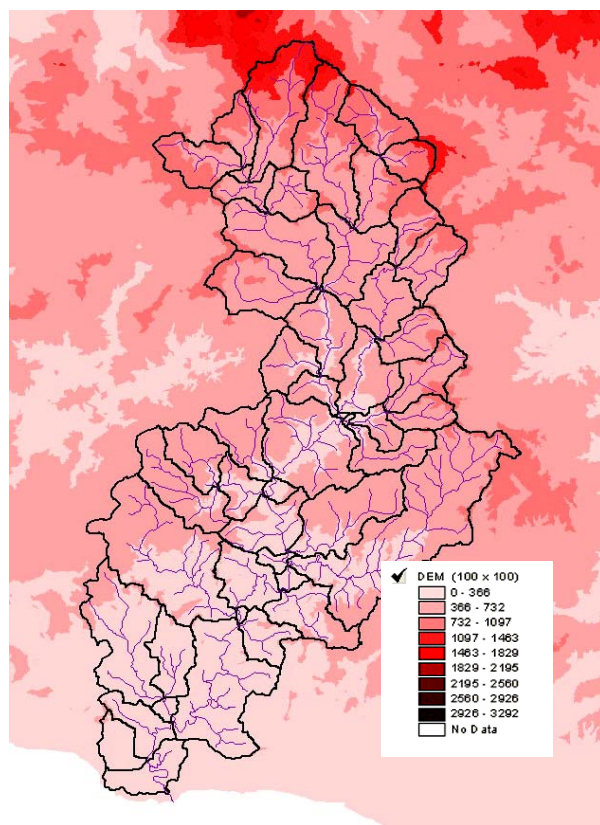 DEM (100 x 100)
0 - 366
366 - 732
732 - 1097
1097 - 1463
1463 - 1829
1829 - 2195
2195 - 2560
2560 - 2926
2926 - 3292
No Data